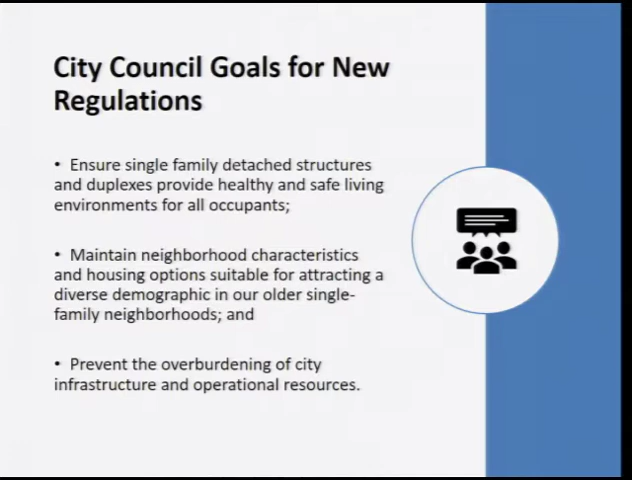 City Council Goals for New
Regulations
• Ensure single family detached structures
and duplexes provide healthy and safe living
environments for all occupants;
• Maintain neighborhood characteristics
and housing options suitable for attracting a
diverse demographic in our older single-
family neighborhoods; and
• Prevent the overburdening of city
infrastructure and operational resources.